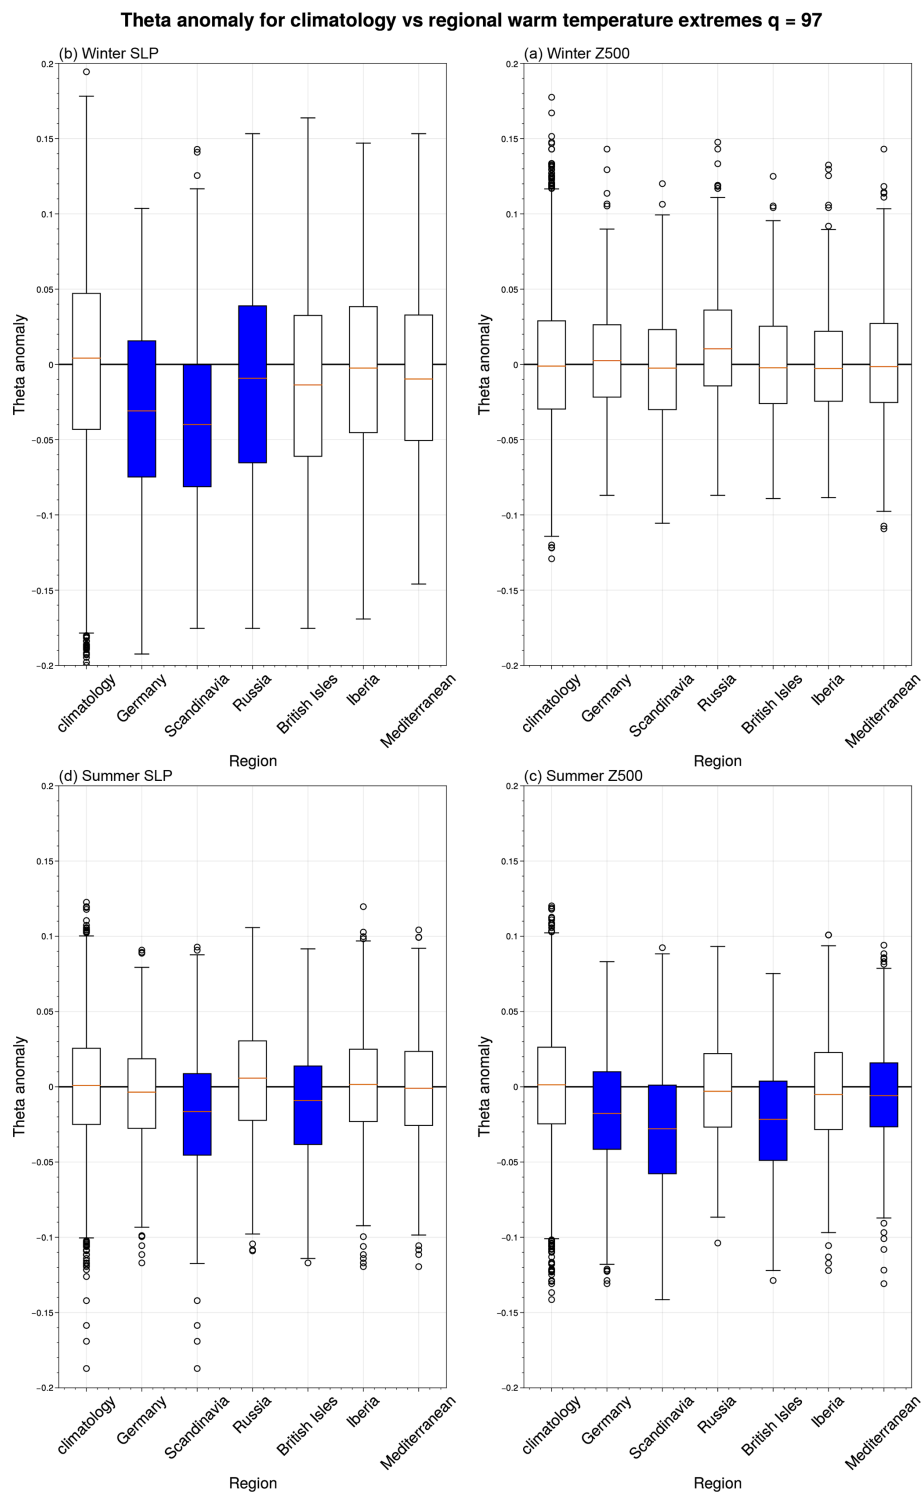 Theta anomaly for climatology vs regional warm temperature extremes q = 97
(b) Winter SLP
0.2
0.15
0.1
0.05
0
−0.05
−0.1
−0.15
−0.2
Theta anomaly
climatology
Germany
Scandinavia
Russia
British Isles
Iberia
Mediterranean
Region
(a) Winter Z500
0.2
0.15
0.1
0.05
0
−0.05
−0.1
−0.15
−0.2
Theta anomaly
climatology
Germany
Scandinavia
Russia
British Isles
Iberia
Mediterranean
Region
(d) Summer SLP
0.2
0.15
0.1
0.05
0
−0.05
−0.1
−0.15
−0.2
Theta anomaly
climatology
Germany
Scandinavia
Russia
British Isles
Iberia
Mediterranean
Region
(c) Summer Z500
0.2
0.15
0.1
0.05
0
−0.05
−0.1
−0.15
−0.2
Theta anomaly
climatology
Germany
Scandinavia
Russia
British Isles
Iberia
Mediterranean
Region